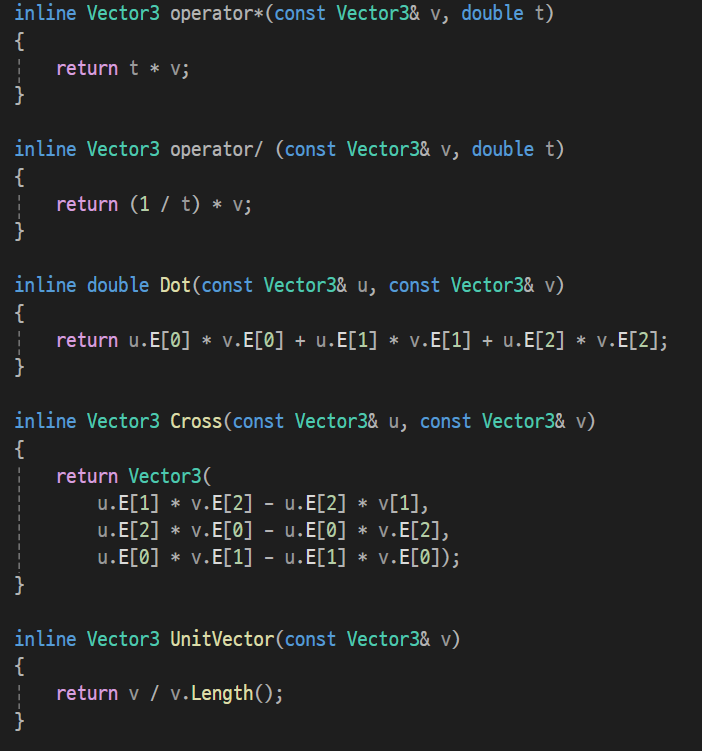 inline Vector3 operator*(const Vector3& v, double t)
{
    return t * v;
}

inline Vector3 operator/ (const Vector3& v, double t)
{
    return (1 / t) * v;
}

inline double Dot(const Vector3& u, const Vector3& v)
{
    return u.E[0] * v.E[0] + u.E[1] * v.E[1] + u.E[2] * v.E[2];
}

inline Vector3 Cross(const Vector3& u, const Vector3& v)
{
    return Vector3(
        u.E[1] * v.E[2] - u.E[2] * v[1],
        u.E[2] * v.E[0] - u.E[0] * v.E[2],
        u.E[0] * v.E[1] - u.E[1] * v.E[0]);
}

inline Vector3 UnitVector(const Vector3& v)
{
    return v / v.Length();
}